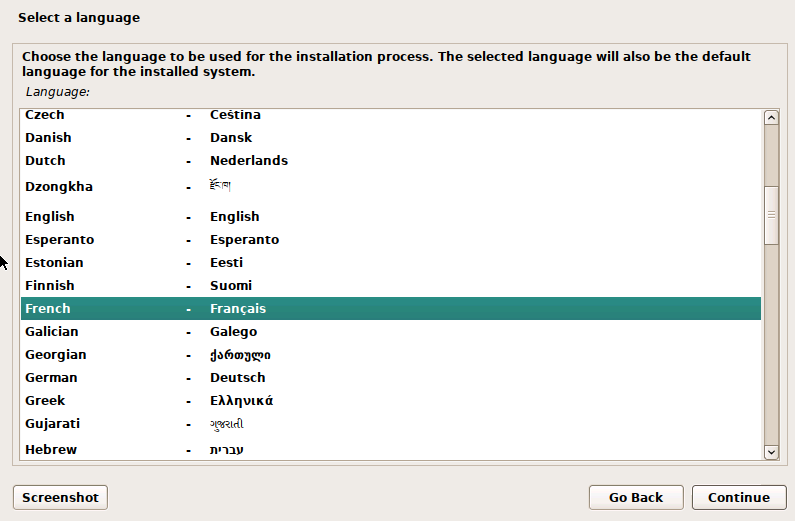 Select a language
Choose the language to be used for the installation process. The selected language will also be the default
language for the installed system.
Language:
Czech - Čeština
Danish - Dansk
Dutch - Nederlands
Dzongkha - རྫོང་ཁ།
English - English
Esperanto - Esperanto
Estonian - Eesti
Finnish - Suomi
French - Français
Galician - Galego
Georgian - ქართული
German - Deutsch
Greek - Ελληνικά
Gujarati - ગુજરાતી
Hebrew - עברית
Screenshot Go Back Continue